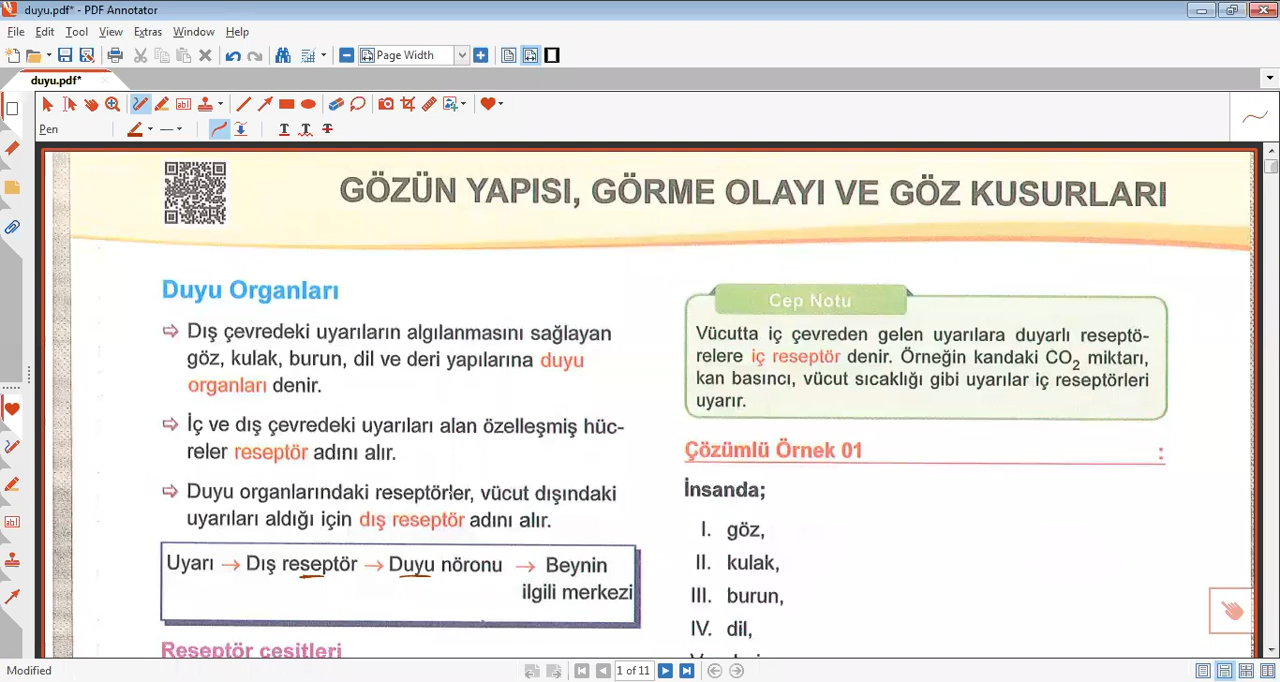 duyu.pdf* - PDF Annotator
File Edit Tool View Extras Window Help
Page Width
duyu.pdf*
Pen
GÖZÜN YAPISI, GÖRME OLAYI VE GÖZ KUSURLARI
Duyu Organları
⇨ Dış çevredeki uyarıların algılanmasını sağlayan
göz, kulak, burun, dil ve deri yapılarına duyu
organları denir.
⇨ İç ve dış çevredeki uyarıları alan özelleşmiş hüc-
reler reseptör adını alır.
⇨ Duyu organlarındaki reseptörler, vücut dışındaki
uyarıları aldığı için dış reseptör adını alır.
Uyarı → Dış reseptör → Duyu nöronu → Beynin
ilgili merkezi
Reseptör çeşitleri
Cep Notu
Vücutta iç çevreden gelen uyarılara duyarlı reseptö-
relere iç reseptör denir. Örneğin kandaki CO₂ miktarı,
kan basıncı, vücut sıcaklığı gibi uyarılar iç reseptörleri
uyarır.
Çözümlü Örnek 01 :
İnsanda;
I. göz,
II. kulak,
III. burun,
IV. dil,
Modified
1 of 11